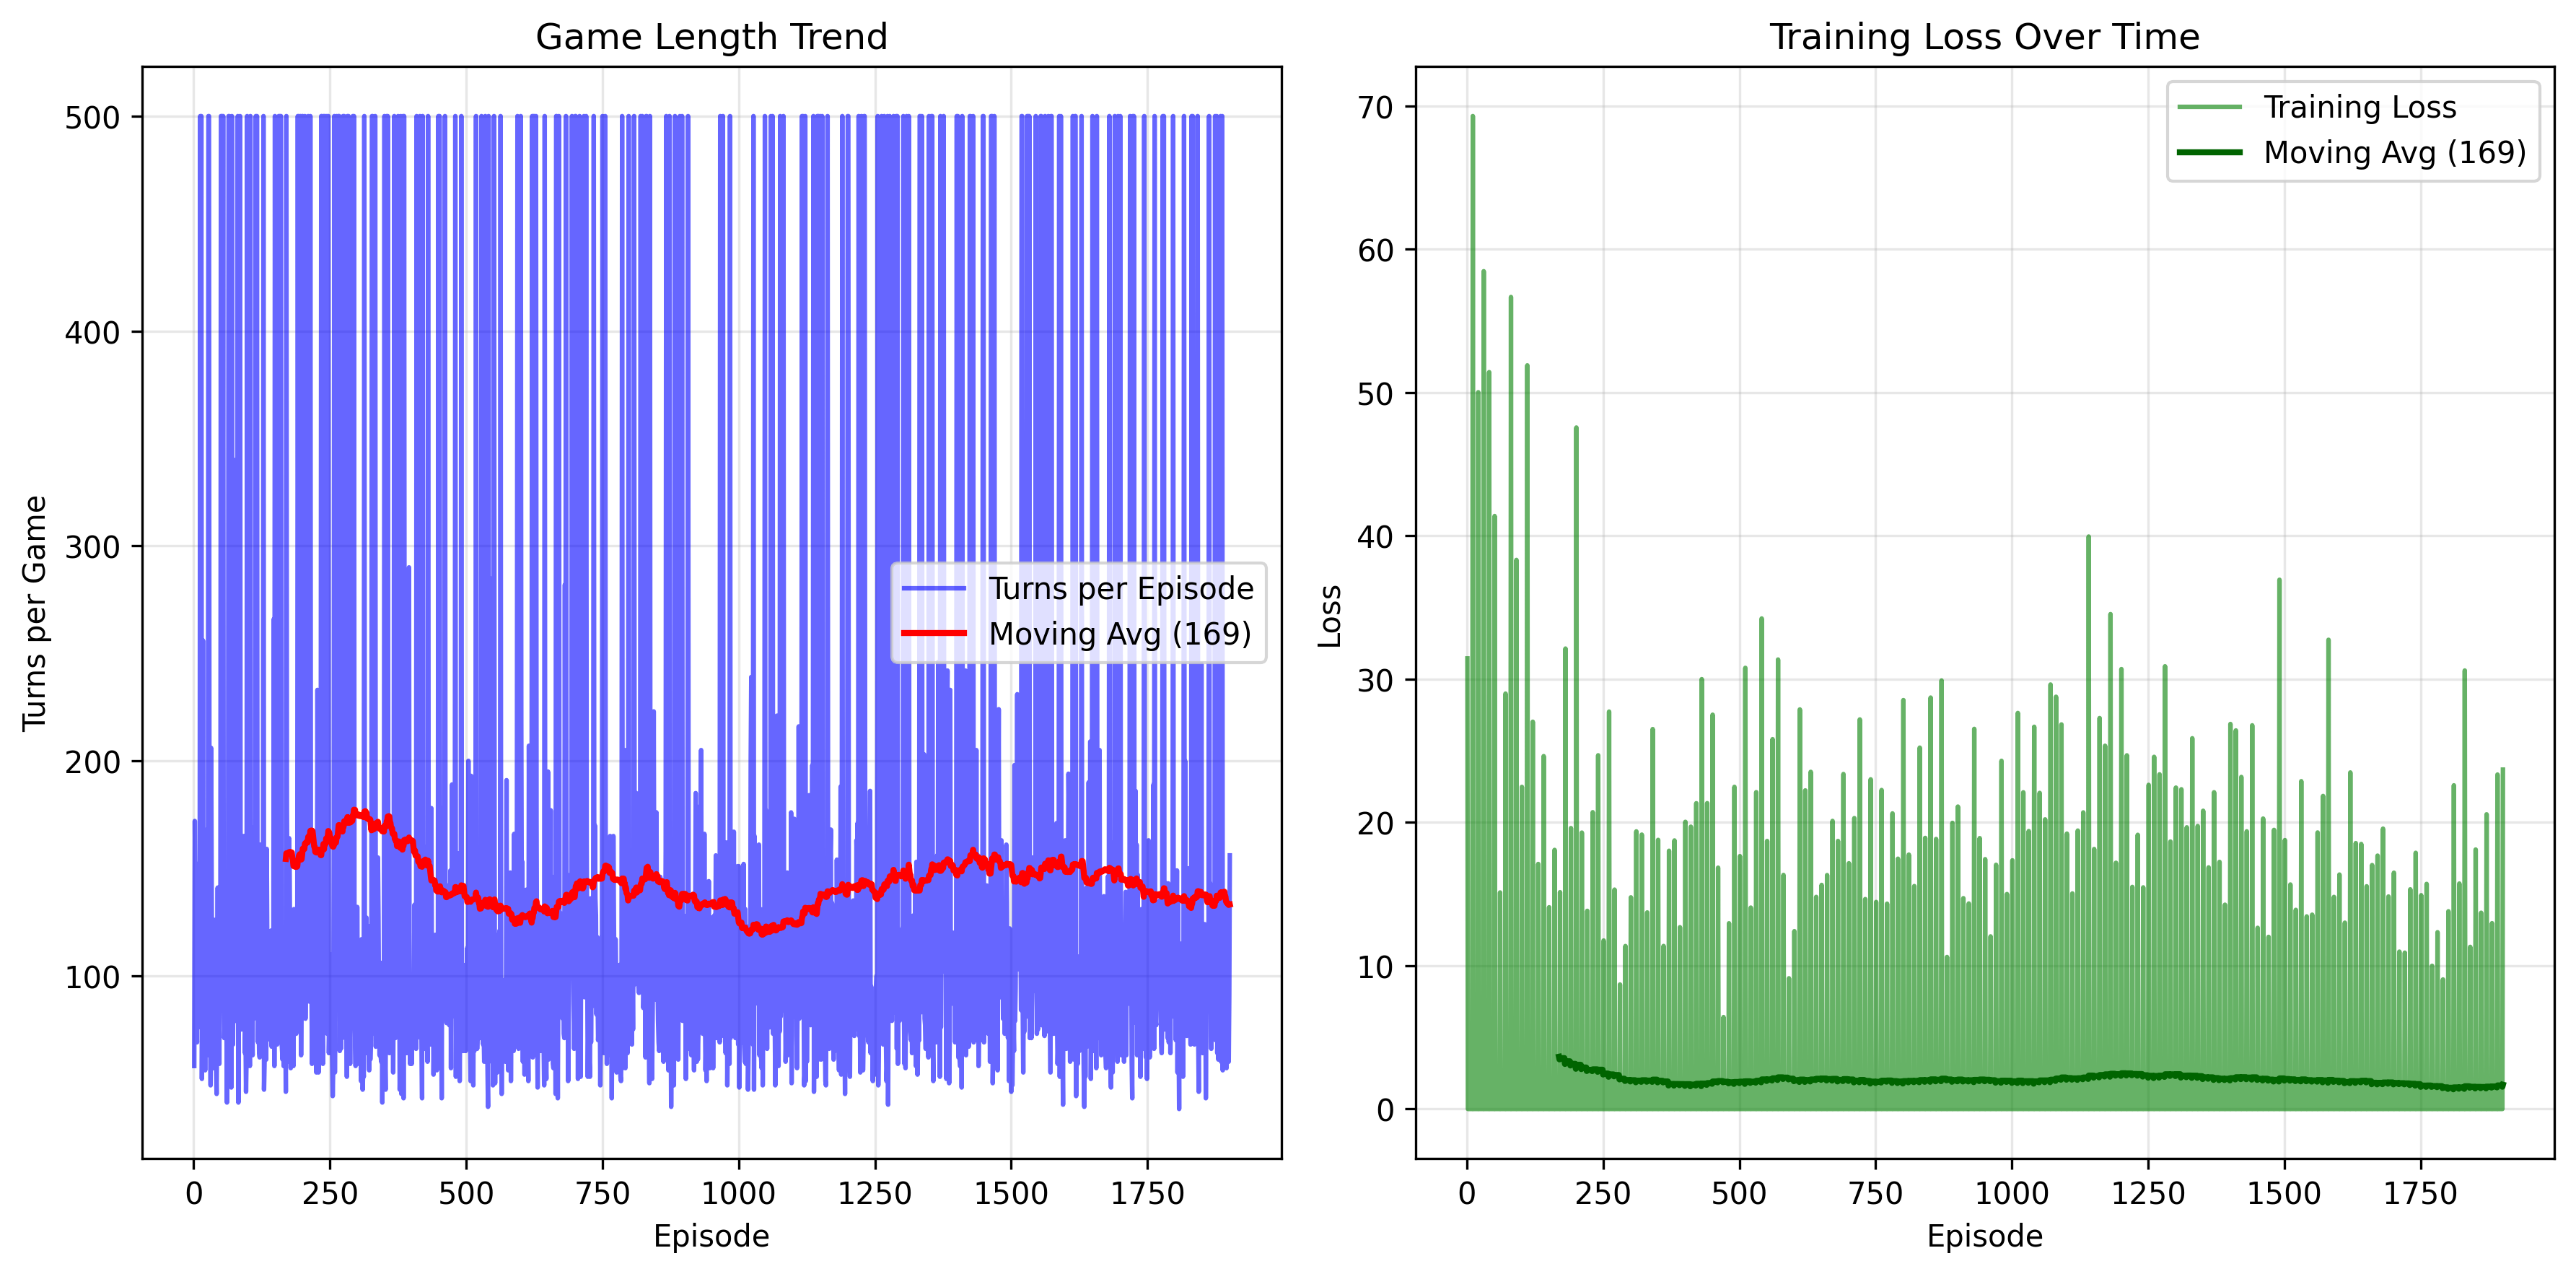 Game Length Trend
500
400
300
200
100
Turns per Game
Turns per Episode
Moving Avg (169)
0 250 500 750 1000 1250 1500 1750
Episode
Training Loss Over Time
70
60
50
40
30
20
10
0
Loss
Training Loss
Moving Avg (169)
0 250 500 750 1000 1250 1500 1750
Episode